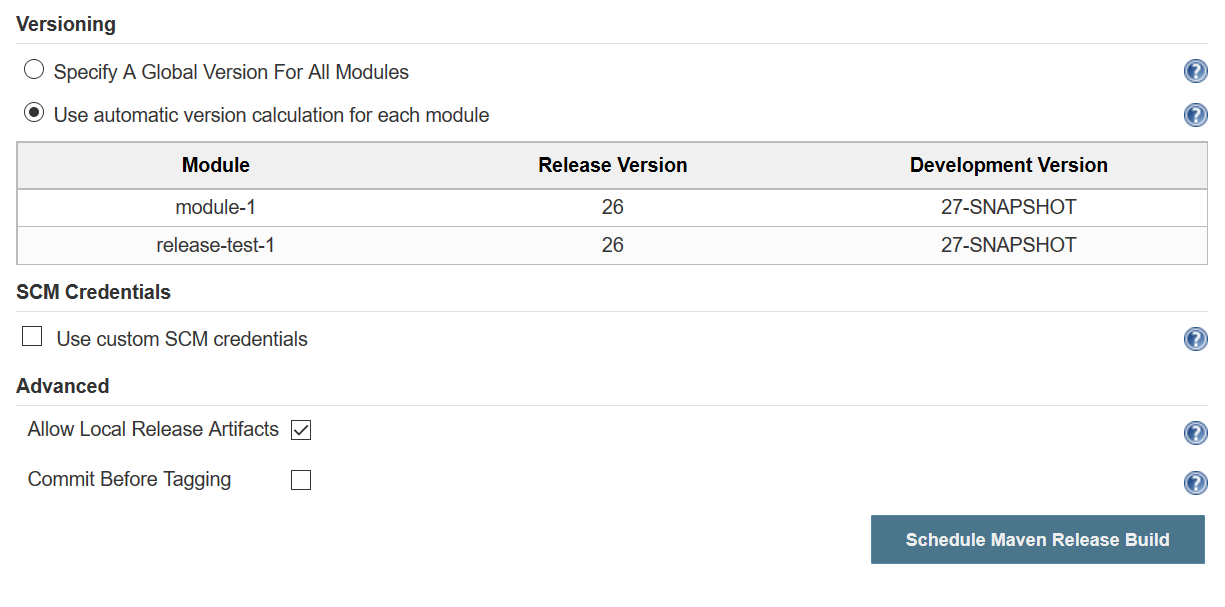 Versioning
Specify A Global Version For All Modules
?
Use automatic version calculation for each module
?
Module Release Version Development Version
module-1 26 27-SNAPSHOT
release-test-1 26 27-SNAPSHOT
SCM Credentials
Use custom SCM credentials
?
Advanced
Allow Local Release Artifacts
?
Commit Before Tagging
?
Schedule Maven Release Build